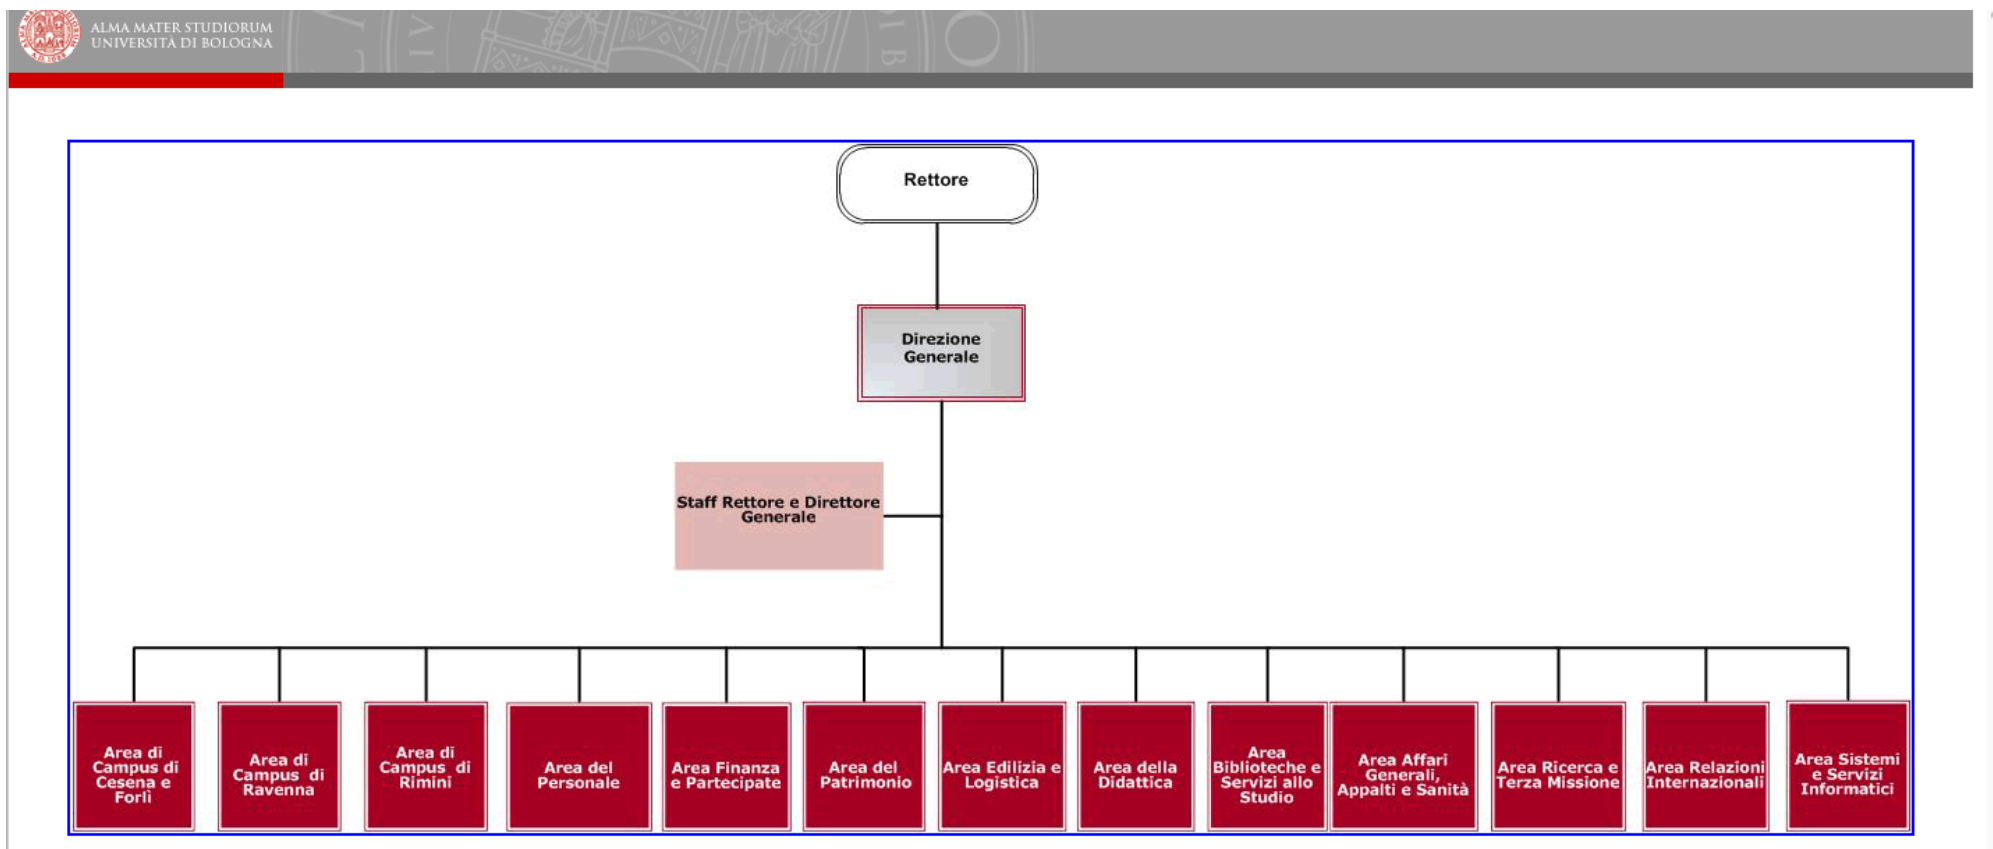 ALMA MATER STUDIORUM
UNIVERSITÀ DI BOLOGNA
Rettore
Direzione
Generale
Staff Rettore e Direttore
Generale
Area di
Campus di
Cesena e
Forlì
Area di
Campus di
Ravenna
Area di
Campus di
Rimini
Area del
Personale
Area Finanza
e Partecipate
Area del
Patrimonio
Area Edilizia e
Logistica
Area della
Didattica
Area
Biblioteche e
Servizi allo
Studio
Area Affari
Generali,
Appalti e Sanità
Area Ricerca e
Terza Missione
Area Relazioni
Internazionali
Area Sistemi
e Servizi
Informatici